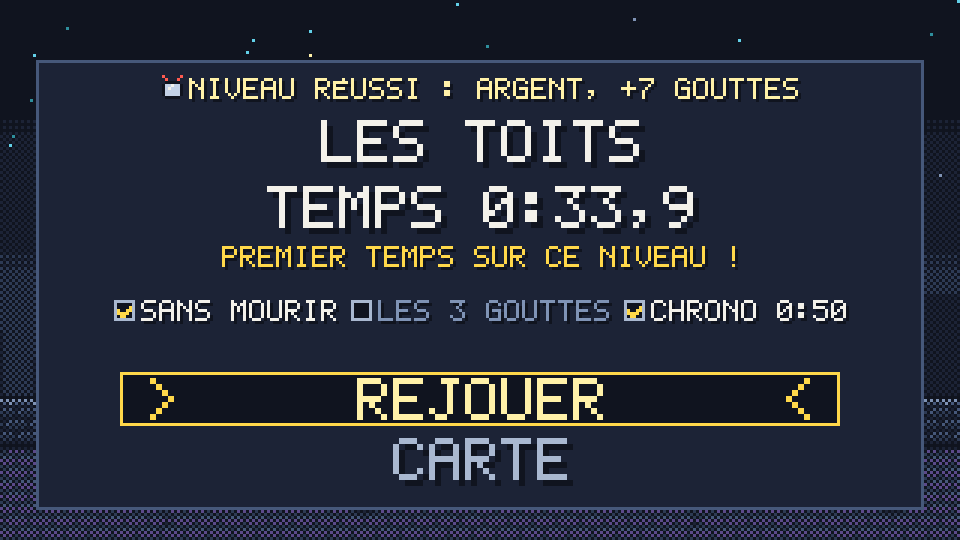 NIVEAU RÉUSSI : ARGENT, +7 GOUTTES
LES TOITS
TEMPS 0:33,9
PREMIER TEMPS SUR CE NIVEAU !
SANS MOURIR LES 3 GOUTTES CHRONO 0:50
> REJOUER <
CARTE